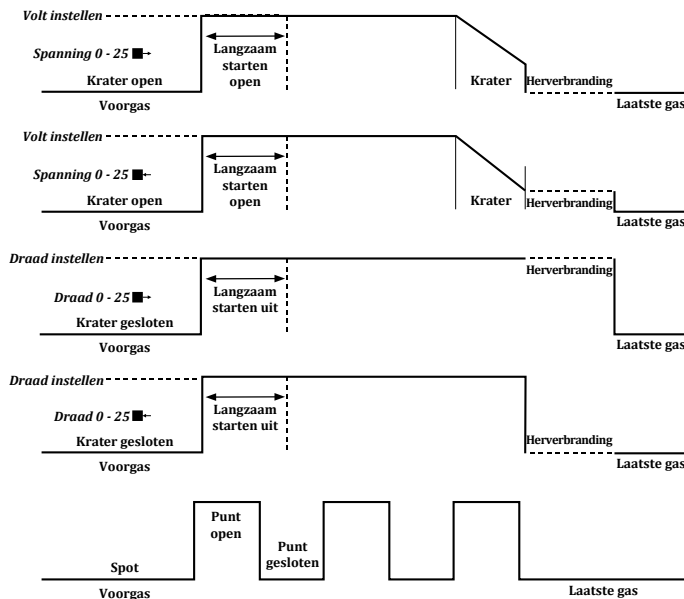 Volt instellen
Spanning 0 - 25
Langzaam
starten
open
Krater open
Krater
Herverbranding
Voorgas
Laatste gas
Volt instellen
Spanning 0 - 25
Langzaam
starten
open
Krater open
Krater
Herverbranding
Voorgas
Laatste gas
Draad instellen
Herverbranding
Draad 0 - 25
Langzaam
starten uit
Krater gesloten
Voorgas
Laatste gas
Draad instellen
Draad 0 - 25
Langzaam
starten uit
Krater gesloten
Herverbranding
Voorgas
Laatste gas
Punt
open
Punt
gesloten
Spot
Voorgas
Laatste gas